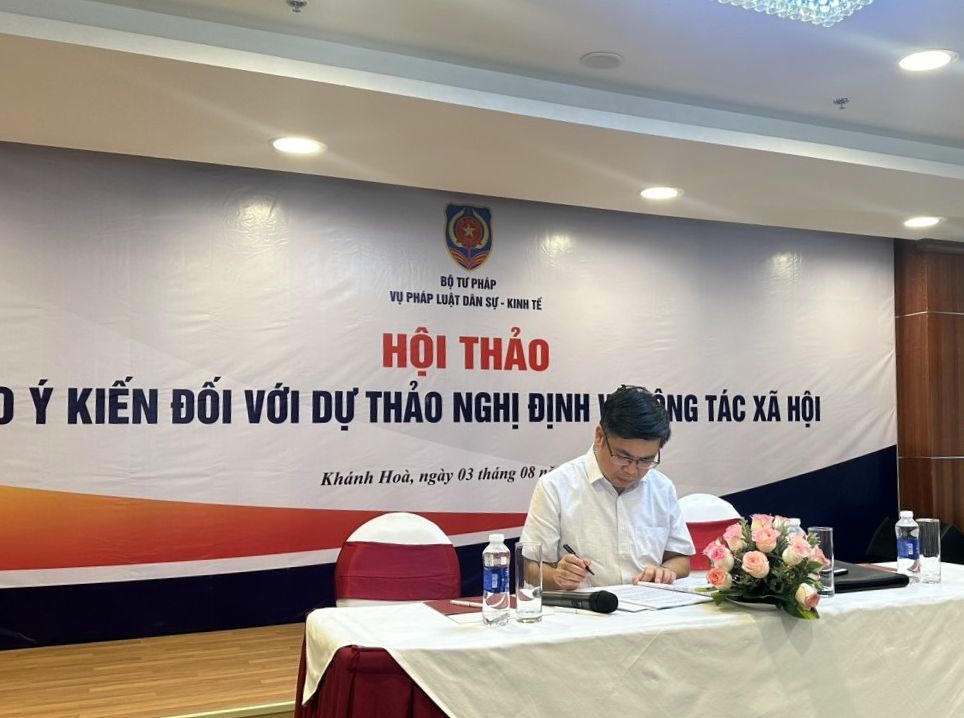 BỘ TƯ PHÁP
VỤ PHÁP LUẬT DÂN SỰ - KINH TẾ
HỘI THẢO
Ý KIẾN ĐỐI VỚI DỰ THẢO NGHỊ ĐỊNH TÁC XÃ HỘI
Khánh Hoà, ngày 03 tháng 08